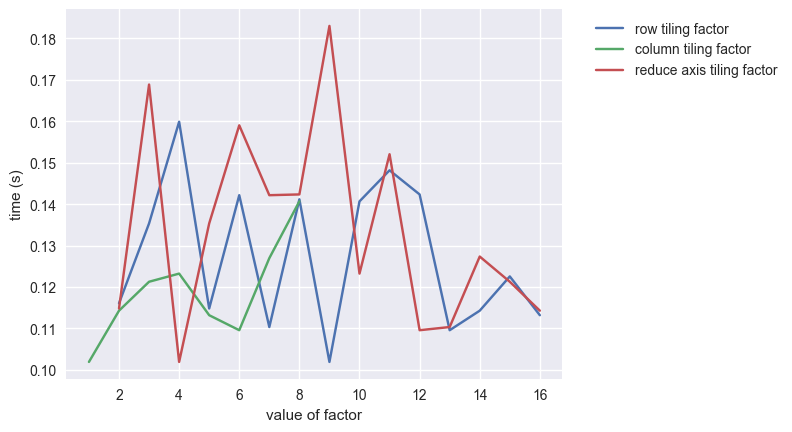 0.18
0.17
0.16
0.15
0.14
0.13
0.12
0.11
0.10
time (s)
2 4 6 8 10 12 14 16
value of factor
row tiling factor
column tiling factor
reduce axis tiling factor